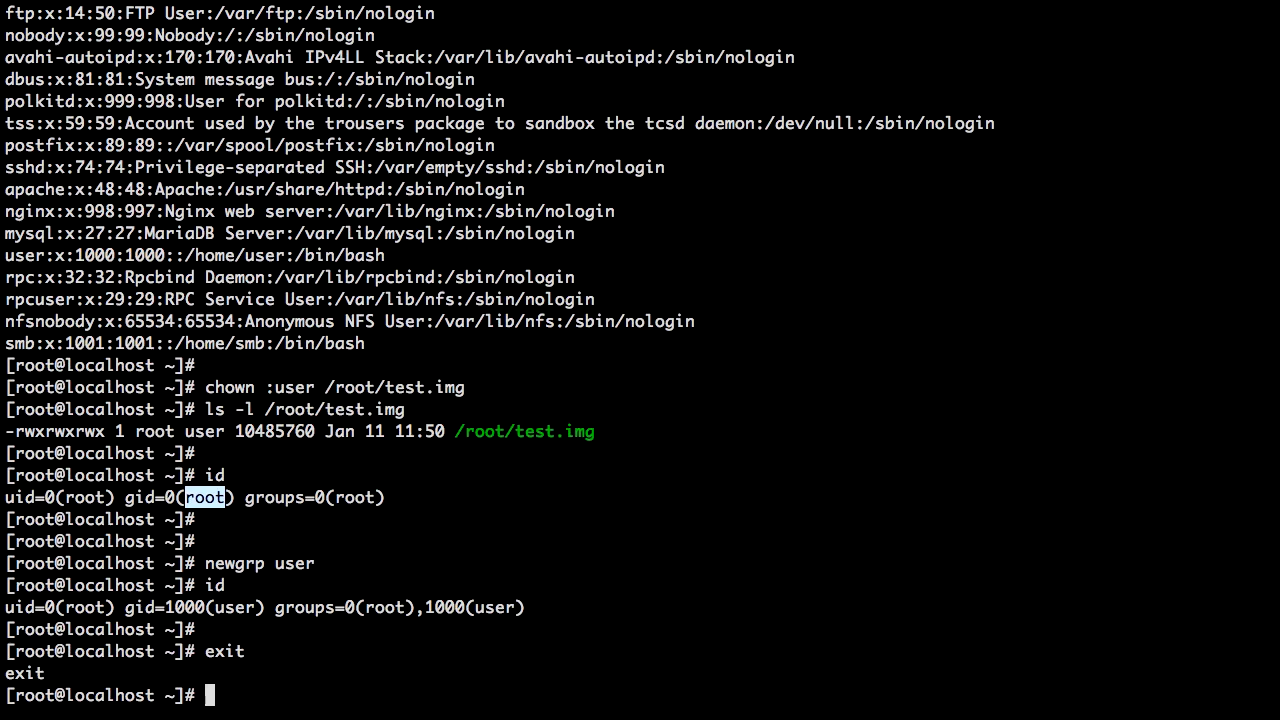 ftp:x:14:50:FTP User:/var/ftp:/sbin/nologin
nobody:x:99:99:Nobody:/:/sbin/nologin
avahi-autoipd:x:170:170:Avahi IPv4LL Stack:/var/lib/avahi-autoipd:/sbin/nologin
dbus:x:81:81:System message bus:/:/sbin/nologin
polkitd:x:999:998:User for polkitd:/:/sbin/nologin
tss:x:59:59:Account used by the trousers package to sandbox the tcsd daemon:/dev/null:/sbin/nologin
postfix:x:89:89::/var/spool/postfix:/sbin/nologin
sshd:x:74:74:Privilege-separated SSH:/var/empty/sshd:/sbin/nologin
apache:x:48:48:Apache:/usr/share/httpd:/sbin/nologin
nginx:x:998:997:Nginx web server:/var/lib/nginx:/sbin/nologin
mysql:x:27:27:MariaDB Server:/var/lib/mysql:/sbin/nologin
user:x:1000:1000::/home/user:/bin/bash
rpc:x:32:32:Rpcbind Daemon:/var/lib/rpcbind:/sbin/nologin
rpcuser:x:29:29:RPC Service User:/var/lib/nfs:/sbin/nologin
nfsnobody:x:65534:65534:Anonymous NFS User:/var/lib/nfs:/sbin/nologin
smb:x:1001:1001::/home/smb:/bin/bash
[root@localhost ~]#
[root@localhost ~]# chown :user /root/test.img
[root@localhost ~]# ls -l /root/test.img
-rwxrwxrwx 1 root user 10485760 Jan 11 11:50 /root/test.img
[root@localhost ~]#
[root@localhost ~]# id
uid=0(root) gid=0(root) groups=0(root)
[root@localhost ~]#
[root@localhost ~]#
[root@localhost ~]# newgrp user
[root@localhost ~]# id
uid=0(root) gid=1000(user) groups=0(root),1000(user)
[root@localhost ~]#
[root@localhost ~]# exit
exit
[root@localhost ~]#